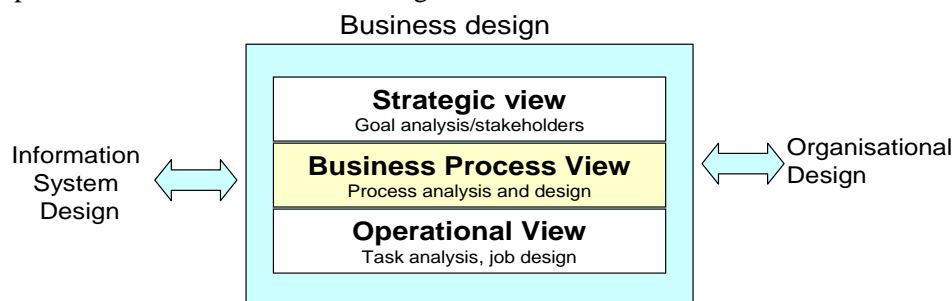 Business design
Strategic view
Goal analysis/stakeholders
Business Process View
Process analysis and design
Operational View
Task analysis, job design
Information
System
Design
Organisational
Design